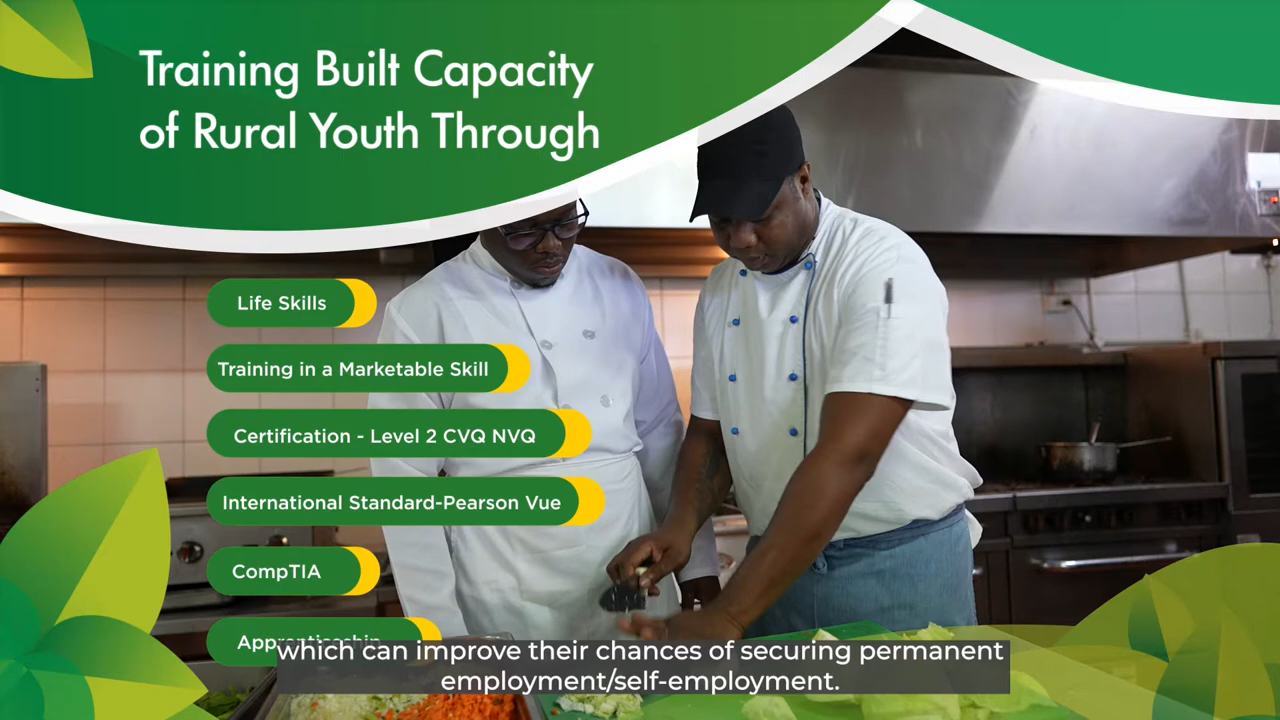 Training Built Capacity
of Rural Youth Through
Life Skills
Training in a Marketable Skill
Certification - Level 2 CVQ NVQ
International Standard-Pearson Vue
CompTIA
Apprenticeship
which can improve their chances of securing permanent
employment/self-employment.